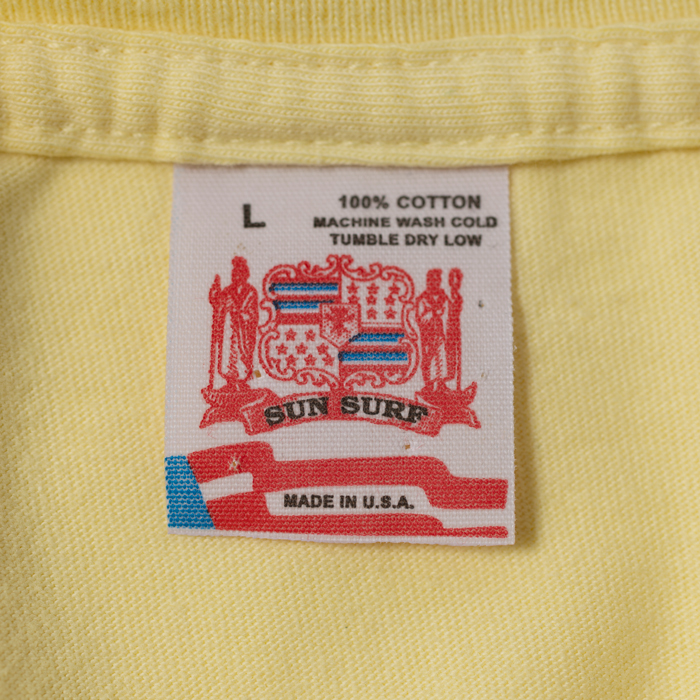 L
100% COTTON
MACHINE WASH COLD
TUMBLE DRY LOW
SUN SURF
MADE IN U.S.A.